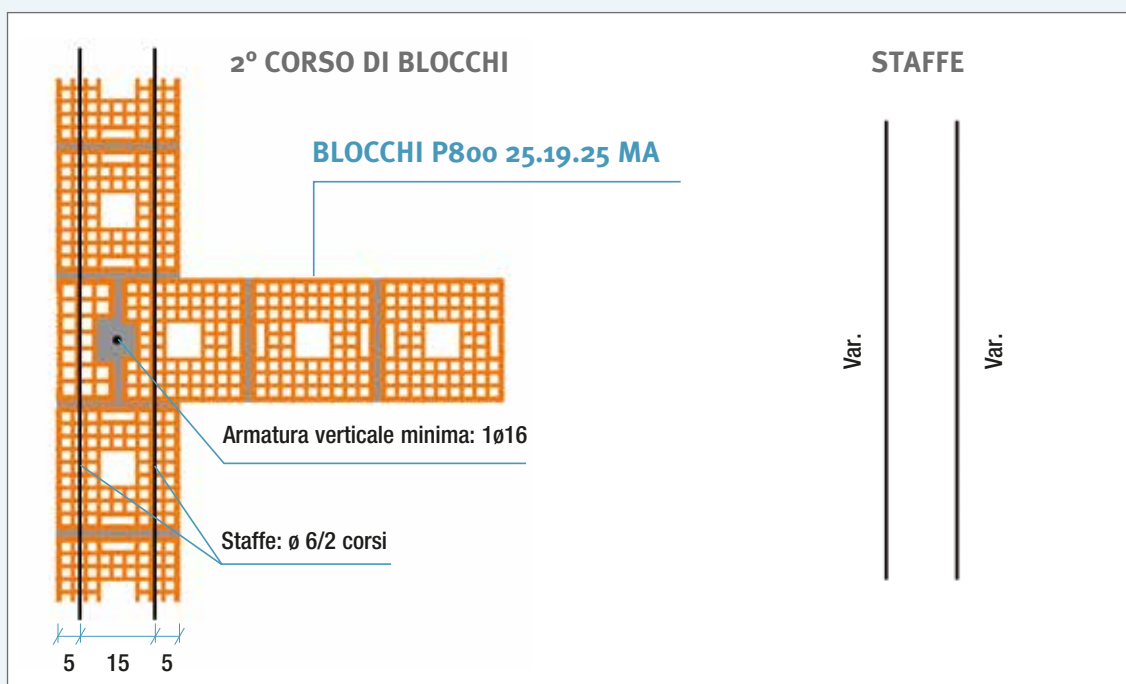 2º CORSO DI BLOCCHI
STAFFE
BLOCCHI P800 25.19.25 MA
Var.
Var.
Armatura verticale minima: 1ø16
Staffe: ø 6/2 corsi
5 15 5